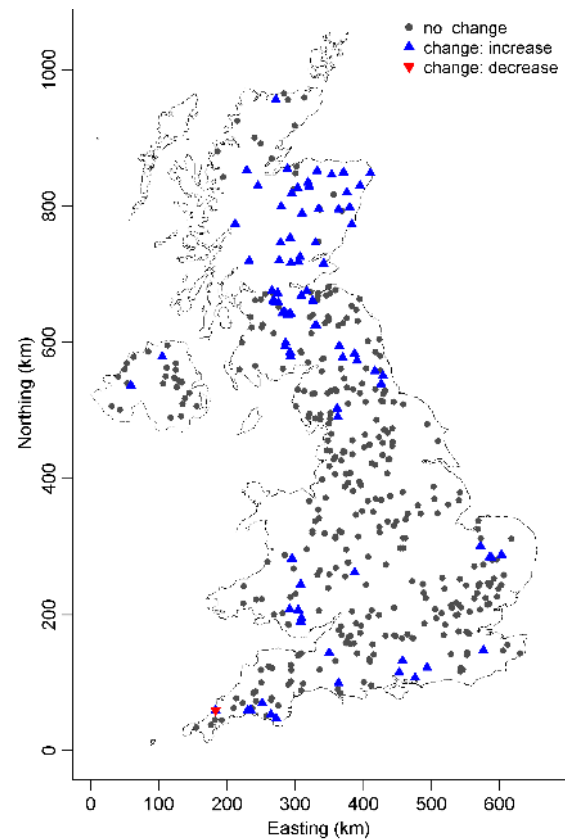 no change
change: increase
change: decrease
1000
800
600
400
200
0
Northing (km)
0 100 200 300 400 500 600
Easting (km)